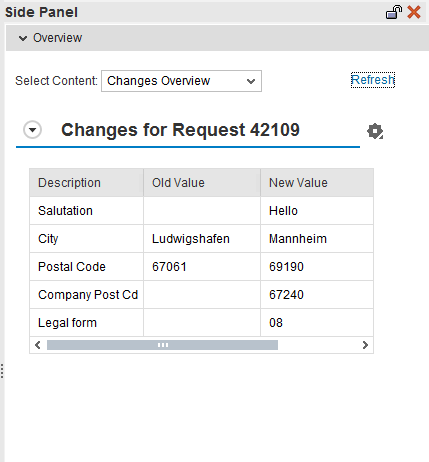 Side Panel
Overview
Select Content: Changes Overview Refresh
Changes for Request 42109
Description Old Value New Value
Salutation Hello
City Ludwigshafen Mannheim
Postal Code 67061 69190
Company Post Cd 67240
Legal form 08